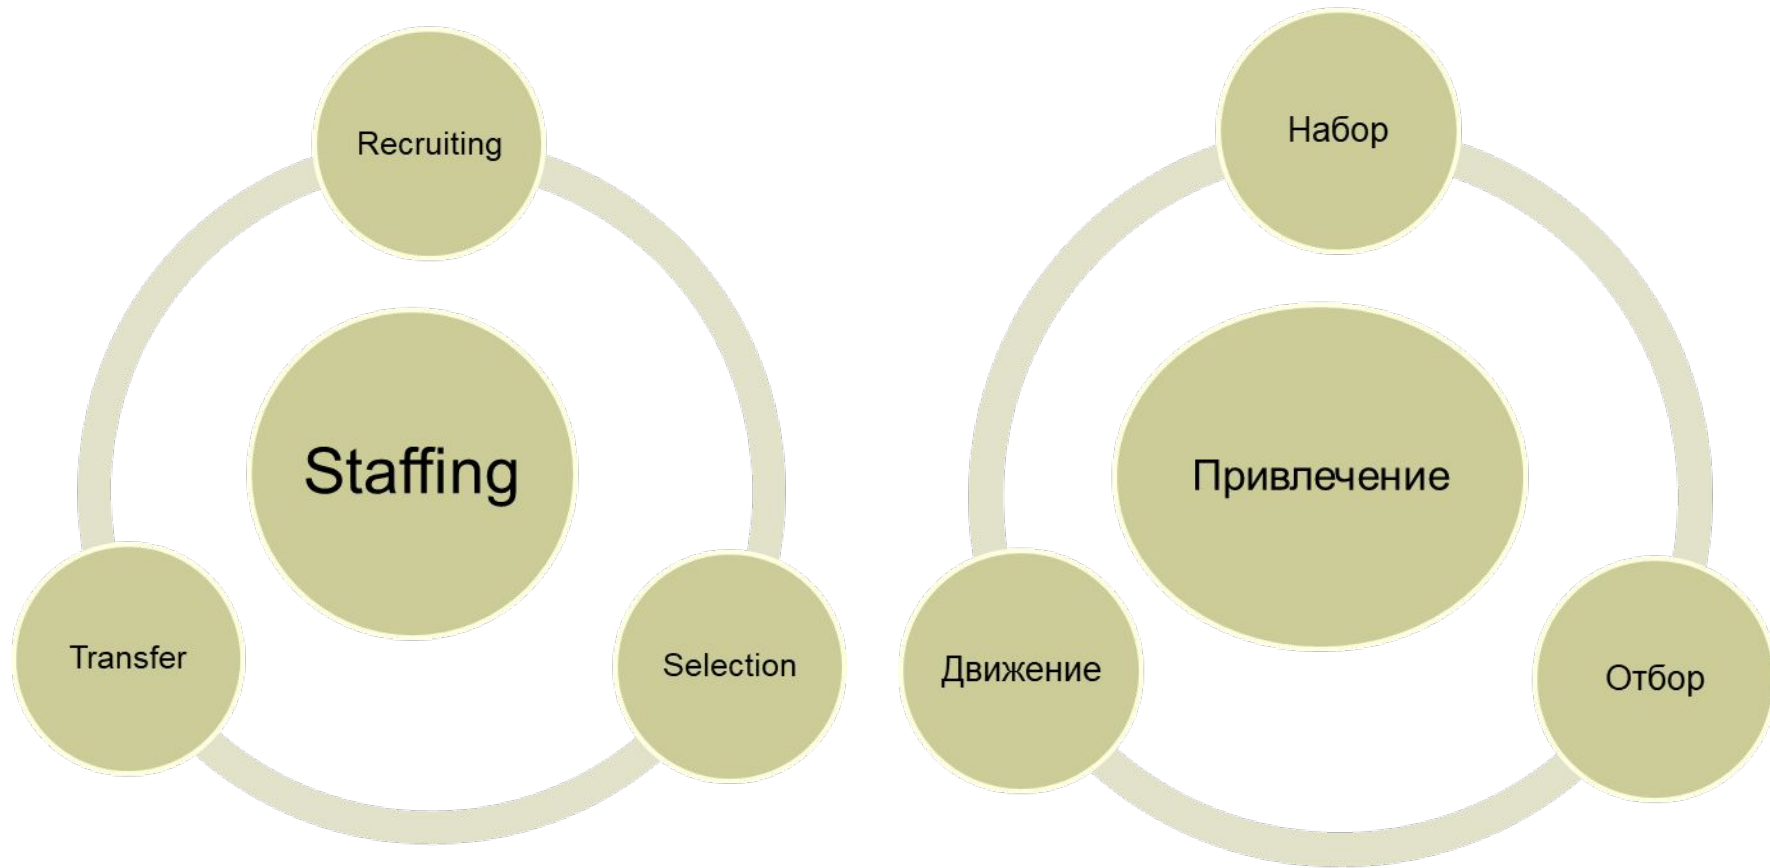 Recruiting
Staffing
Transfer
Selection
Набор
Привлечение
Движение
Отбор